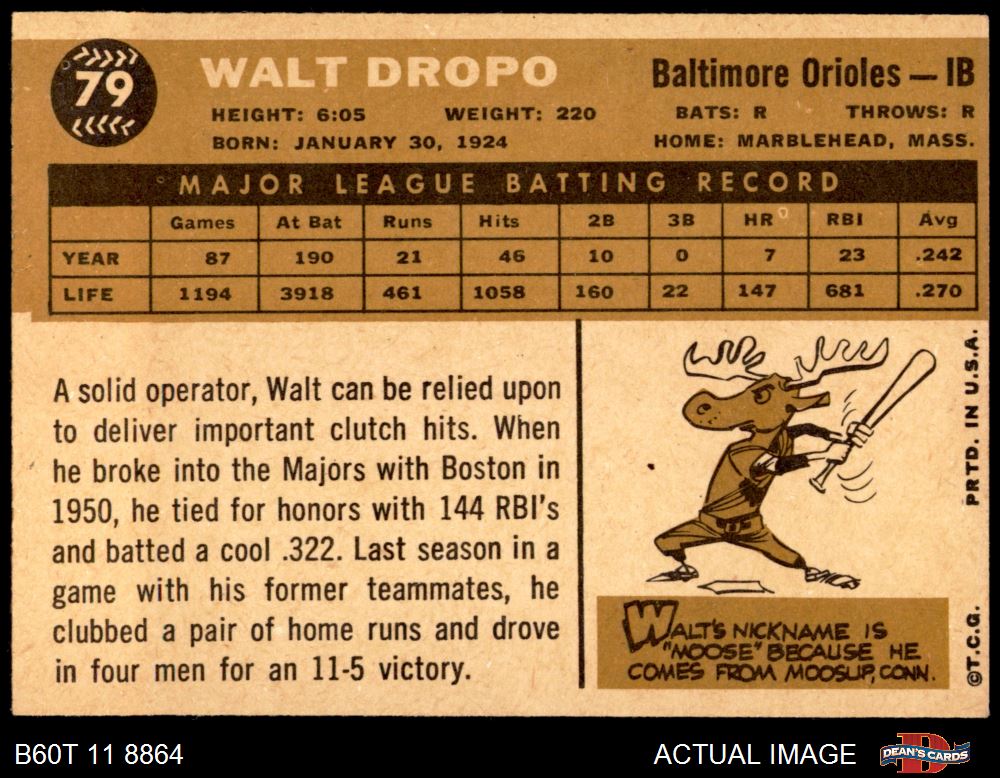 79
WALT DROPO
Baltimore Orioles — 1B
HEIGHT: 6:05 WEIGHT: 220 BATS: R THROWS: R
BORN: JANUARY 30, 1924 HOME: MARBLEHEAD, MASS.
MAJOR LEAGUE BATTING RECORD
Games At Bat Runs Hits 2B 3B HR RBI Avg
YEAR 87 190 21 46 10 0 7 23 .242
LIFE 1194 3918 461 1058 160 22 147 681 .270
A solid operator, Walt can be relied upon
to deliver important clutch hits. When
he broke into the Majors with Boston in
1950, he tied for honors with 144 RBI's
and batted a cool .322. Last season in a
game with his former teammates, he
clubbed a pair of home runs and drove
in four men for an 11-5 victory.
WALT'S NICKNAME IS
"MOOSE" BECAUSE HE
COMES FROM MOOSUP, CONN.
©T.C.G. PRTD. IN U.S.A.
B60T 11 8864 ACTUAL IMAGE
D
DEAN'S CARDS